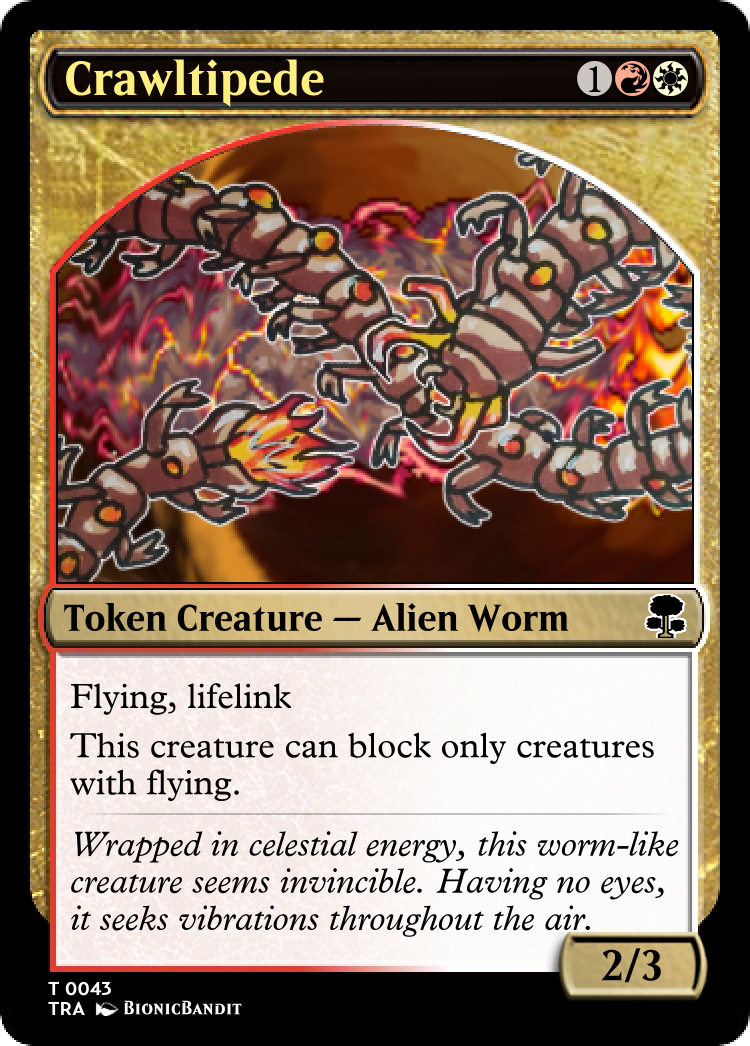 Crawltipede 1
Token Creature — Alien Worm
Flying, lifelink
This creature can block only creatures
with flying.
Wrapped in celestial energy, this worm-like
creature seems invincible. Having no eyes,
it seeks vibrations throughout the air.
2/3
T 0043
TRA BionicBandit